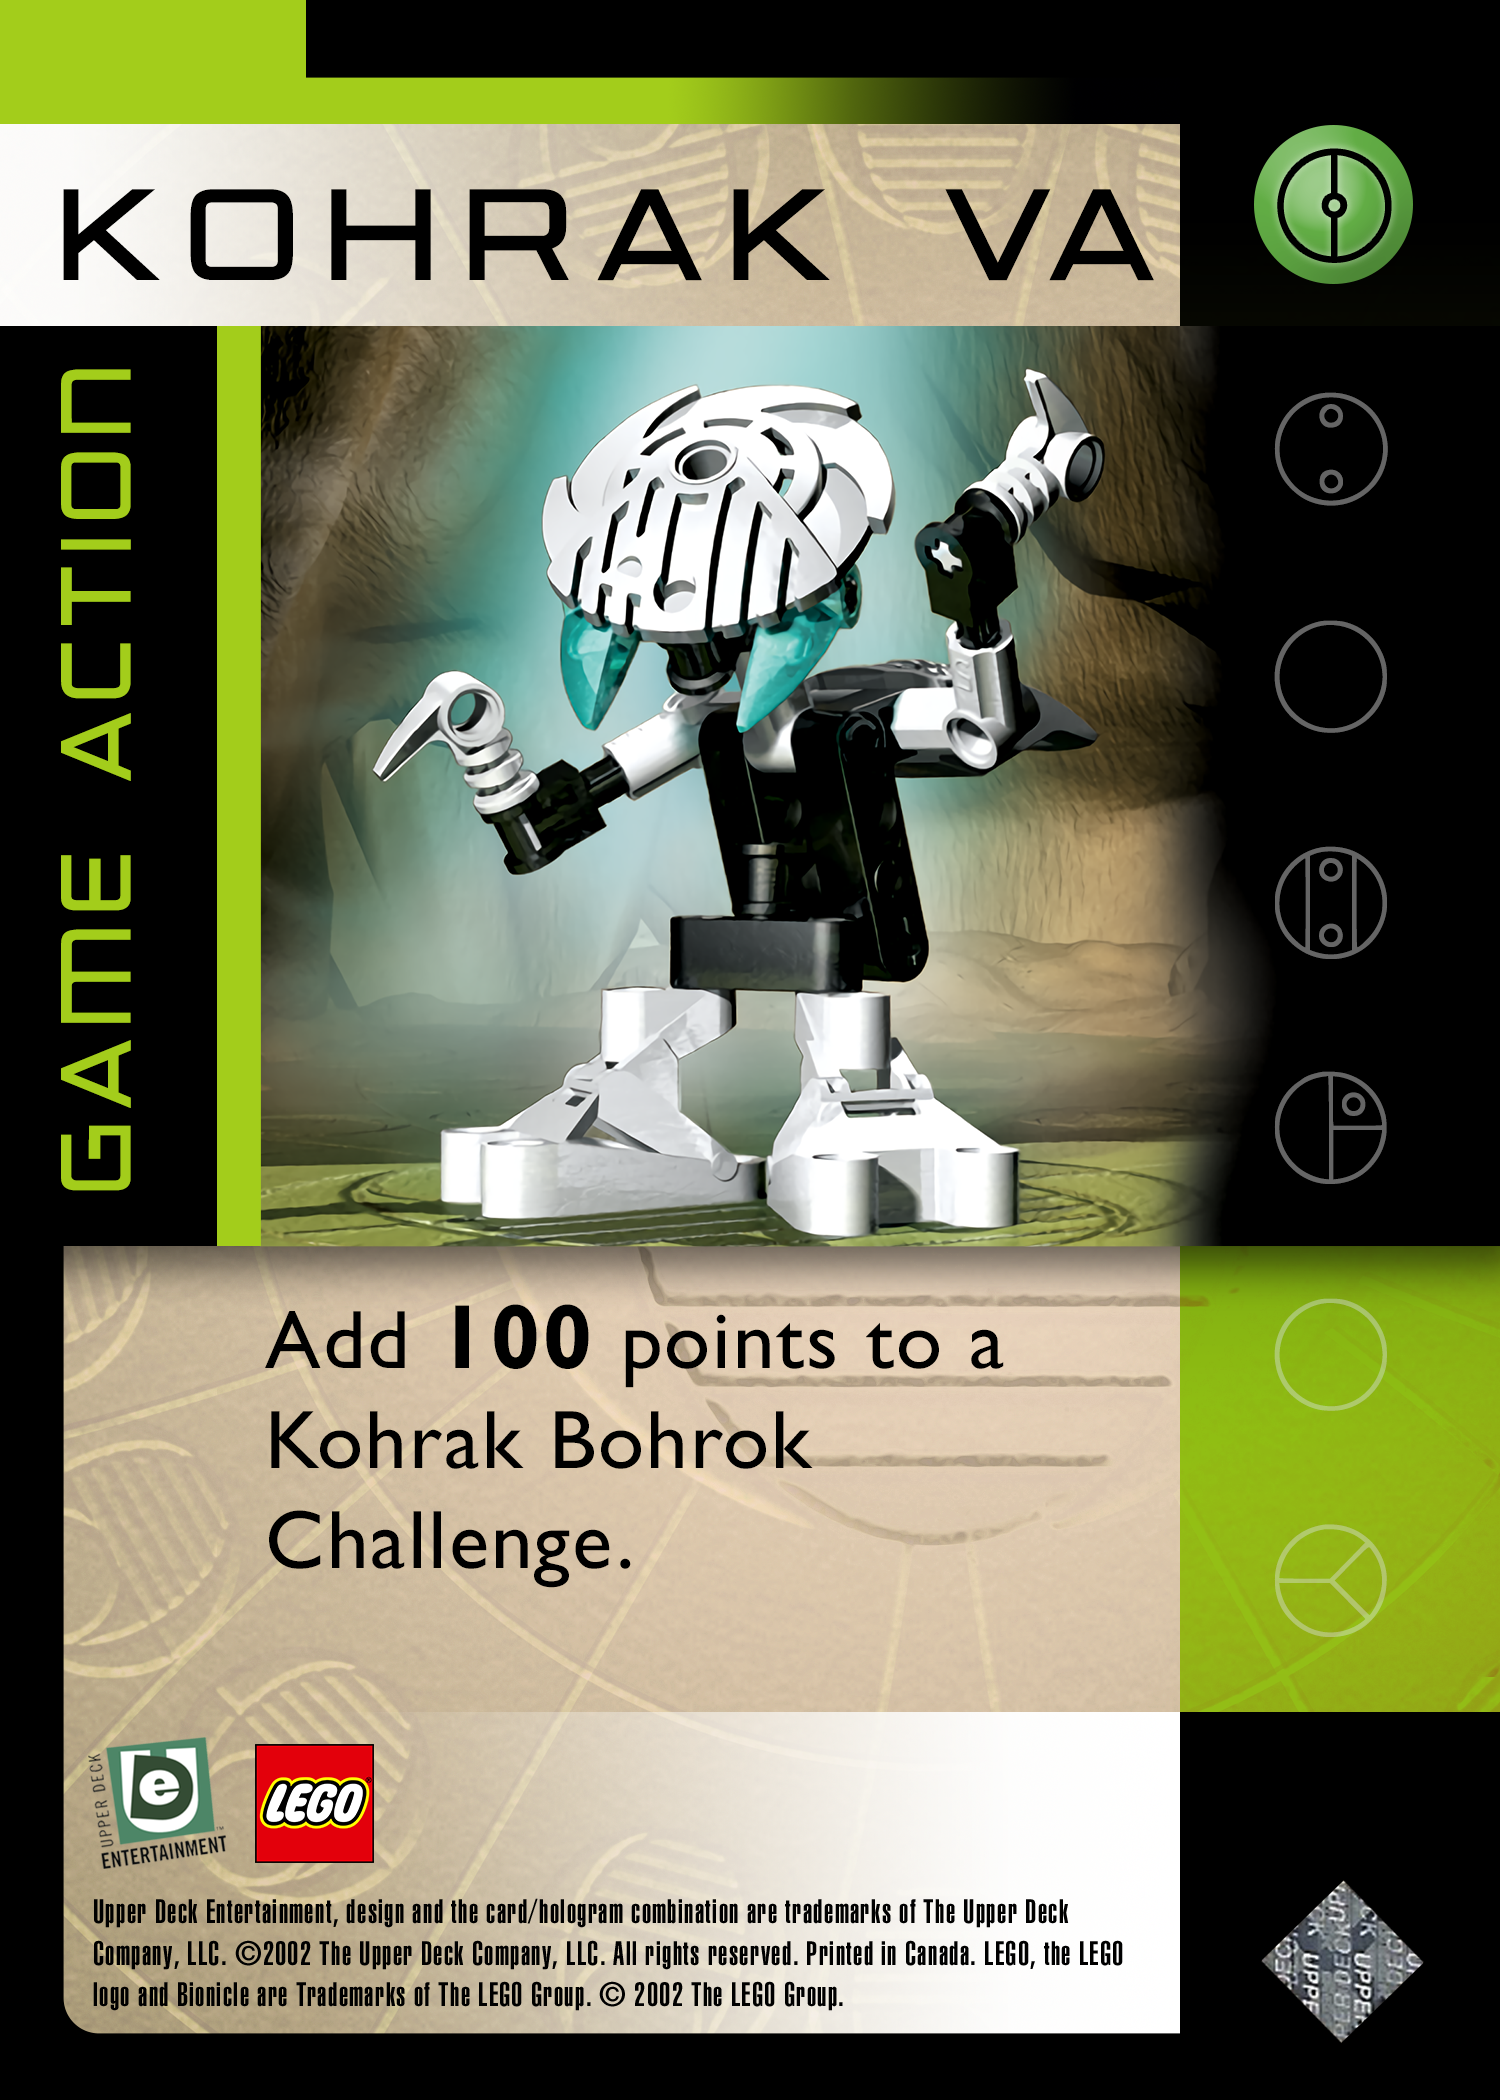 KOHRAK VA
GAME ACTION
Add 100 points to a
Kohrak Bohrok
Challenge.
UPPER DECK
De
ENTERTAINMENT
™
LEGO
Upper Deck Entertainment, design and the card/hologram combination are trademarks of The Upper Deck
Company, LLC. ©2002 The Upper Deck Company, LLC. All rights reserved. Printed in Canada. LEGO, the LEGO
logo and Bionicle are Trademarks of The LEGO Group. © 2002 The LEGO Group.